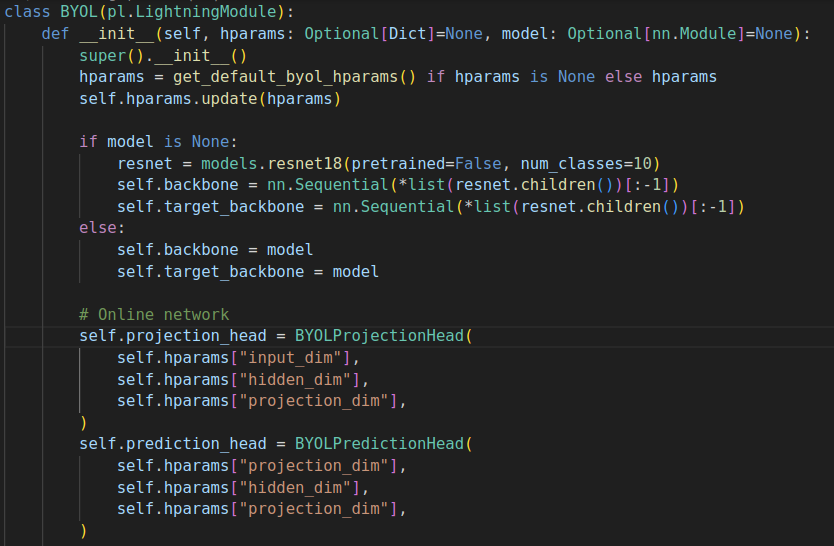 class BYOL(pl.LightningModule):
    def __init__(self, hparams: Optional[Dict]=None, model: Optional[nn.Module]=None):
        super().__init__()
        hparams = get_default_byol_hparams() if hparams is None else hparams
        self.hparams.update(hparams)

        if model is None:
            resnet = models.resnet18(pretrained=False, num_classes=10)
            self.backbone = nn.Sequential(*list(resnet.children())[:-1])
            self.target_backbone = nn.Sequential(*list(resnet.children())[:-1])
        else:
            self.backbone = model
            self.target_backbone = model

        # Online network
        self.projection_head = BYOLProjectionHead(
            self.hparams["input_dim"],
            self.hparams["hidden_dim"],
            self.hparams["projection_dim"],
        )
        self.prediction_head = BYOLPredictionHead(
            self.hparams["projection_dim"],
            self.hparams["hidden_dim"],
            self.hparams["projection_dim"],
        )